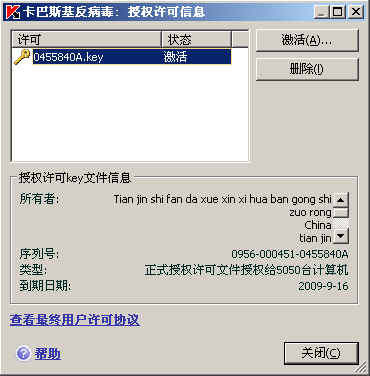 卡巴斯基反病毒: 授权许可信息
许可 状态
0455840A.key 激活
激活(A)...
删除(I)
授权许可key文件信息
所有者: Tian jin shi fan da xue xin xi hua ban gong shi
zuo rong
China
tian jin
序列号: 0956-000451-0455840A
类型: 正式授权许可文件授权给5050台计算机
到期日期: 2009-9-16
查看最终用户许可协议
帮助
关闭(C)